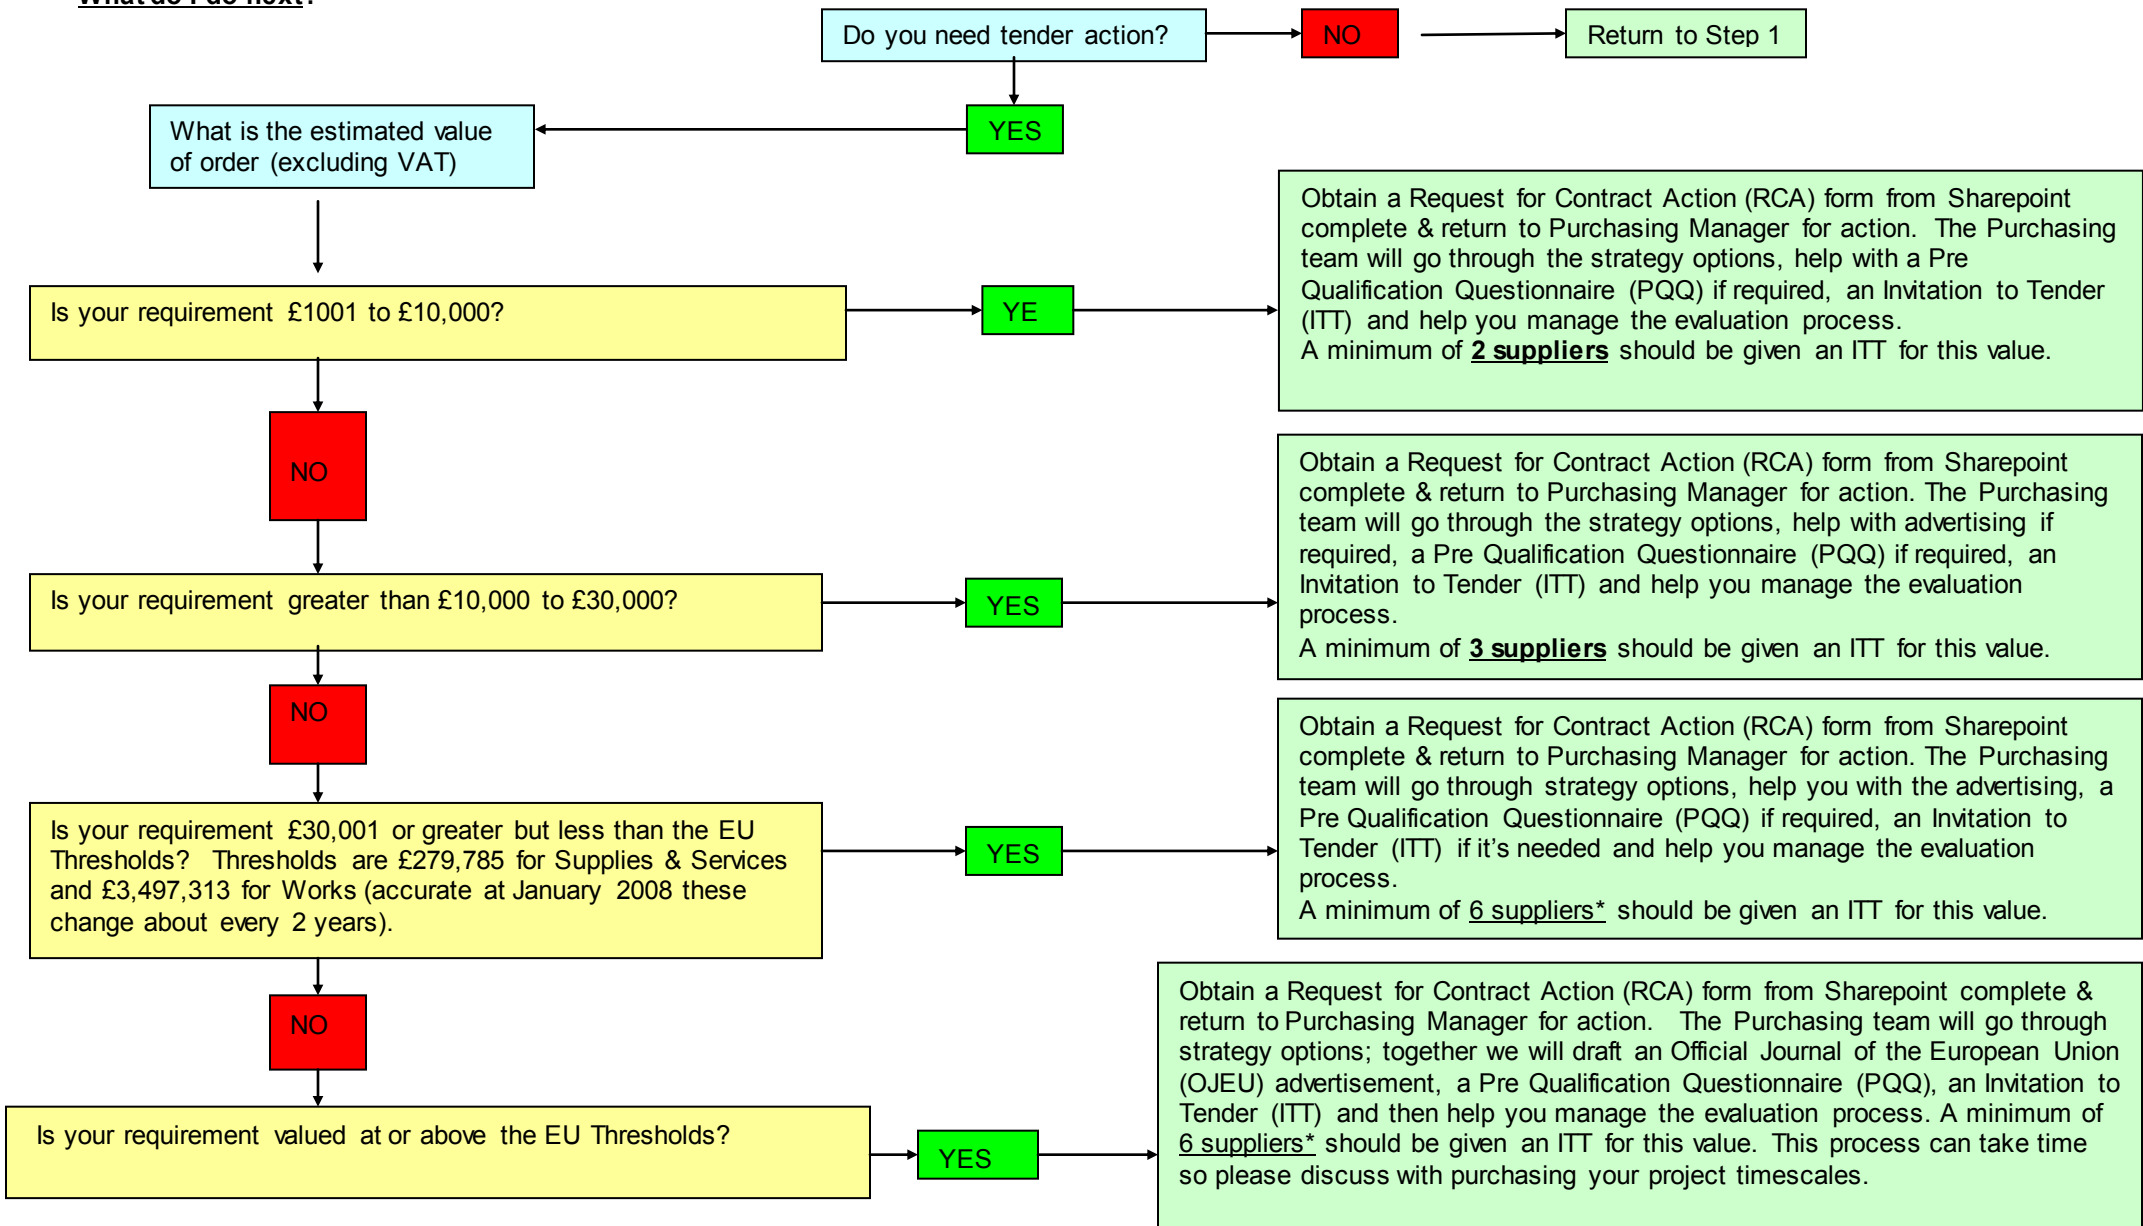 What do I do next?
Do you need tender action?
NO
Return to Step 1
YES
What is the estimated value
of order (excluding VAT)
Is your requirement £1001 to £10,000?
YE
Obtain a Request for Contract Action (RCA) form from Sharepoint
complete & return to Purchasing Manager for action. The Purchasing
team will go through the strategy options, help with a Pre
Qualification Questionnaire (PQQ) if required, an Invitation to Tender
(ITT) and help you manage the evaluation process.
A minimum of 2 suppliers should be given an ITT for this value.
NO
Is your requirement greater than £10,000 to £30,000?
YES
Obtain a Request for Contract Action (RCA) form from Sharepoint
complete & return to Purchasing Manager for action. The Purchasing
team will go through the strategy options, help with advertising if
required, a Pre Qualification Questionnaire (PQQ) if required, an
Invitation to Tender (ITT) and help you manage the evaluation
process.
A minimum of 3 suppliers should be given an ITT for this value.
NO
Is your requirement £30,001 or greater but less than the EU
Thresholds? Thresholds are £279,785 for Supplies & Services
and £3,497,313 for Works (accurate at January 2008 these
change about every 2 years).
YES
Obtain a Request for Contract Action (RCA) form from Sharepoint
complete & return to Purchasing Manager for action. The Purchasing
team will go through strategy options, help you with the advertising, a
Pre Qualification Questionnaire (PQQ) if required, an Invitation to
Tender (ITT) if it's needed and help you manage the evaluation
process.
A minimum of 6 suppliers* should be given an ITT for this value.
NO
Is your requirement valued at or above the EU Thresholds?
YES
Obtain a Request for Contract Action (RCA) form from Sharepoint complete &
return to Purchasing Manager for action. The Purchasing team will go through
strategy options; together we will draft an Official Journal of the European Union
(OJEU) advertisement, a Pre Qualification Questionnaire (PQQ), an Invitation to
Tender (ITT) and then help you manage the evaluation process. A minimum of
6 suppliers* should be given an ITT for this value. This process can take time
so please discuss with purchasing your project timescales.